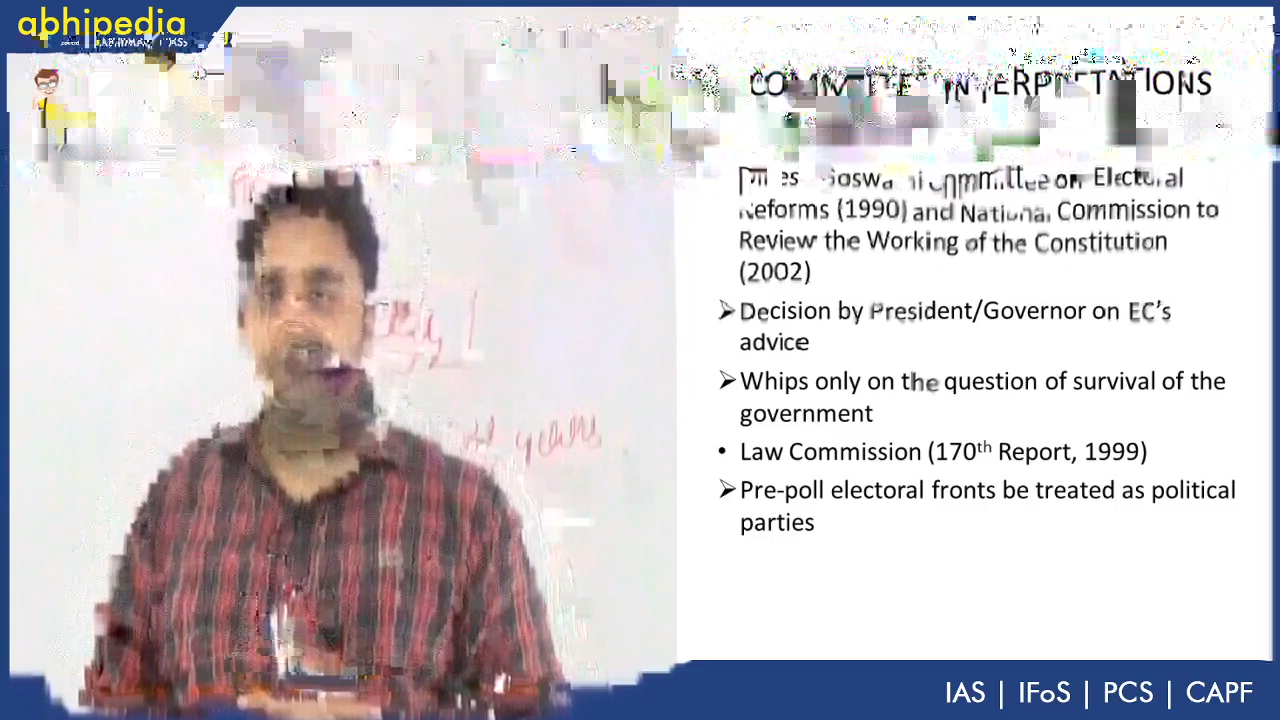 abhipedia
COMMITTEE INTERPRETATIONS
Goswami Committee on Electoral
Reforms (1990) and National Commission to
Review the Working of the Constitution
(2002)
➢Decision by President/Governor on EC's
advice
➢Whips only on the question of survival of the
government
• Law Commission (170th Report, 1999)
➢Pre-poll electoral fronts be treated as political
parties
years
IAS | IFoS | PCS | CAPF